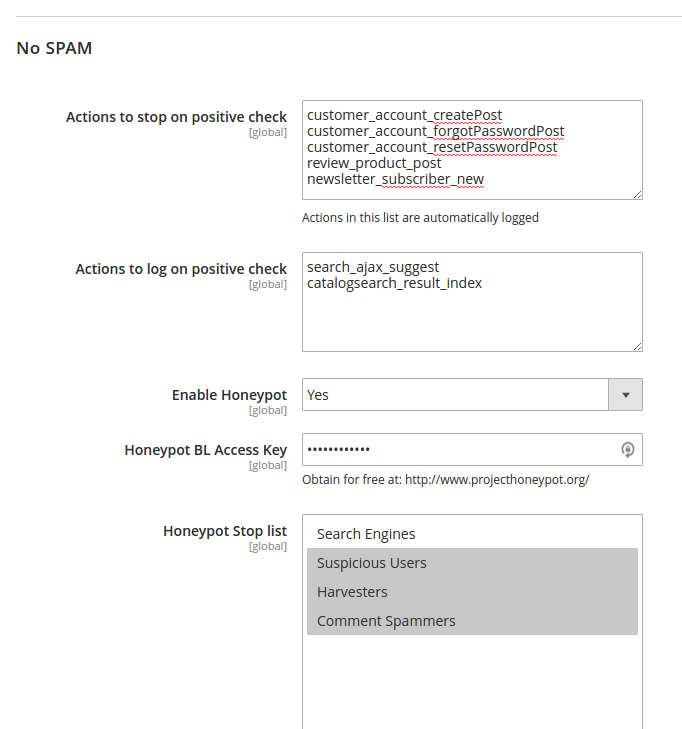 No SPAM
Actions to stop on positive check
[global]
customer_account_createPost
customer_account_forgotPasswordPost
customer_account_resetPasswordPost
review_product_post
newsletter_subscriber_new
Actions in this list are automatically logged
Actions to log on positive check
[global]
search_ajax_suggest
catalogsearch_result_index
Enable Honeypot
[global]
Yes
Honeypot BL Access Key
[global]
••••••••••••
Obtain for free at: http://www.projecthoneypot.org/
Honeypot Stop list
[global]
Search Engines
Suspicious Users
Harvesters
Comment Spammers